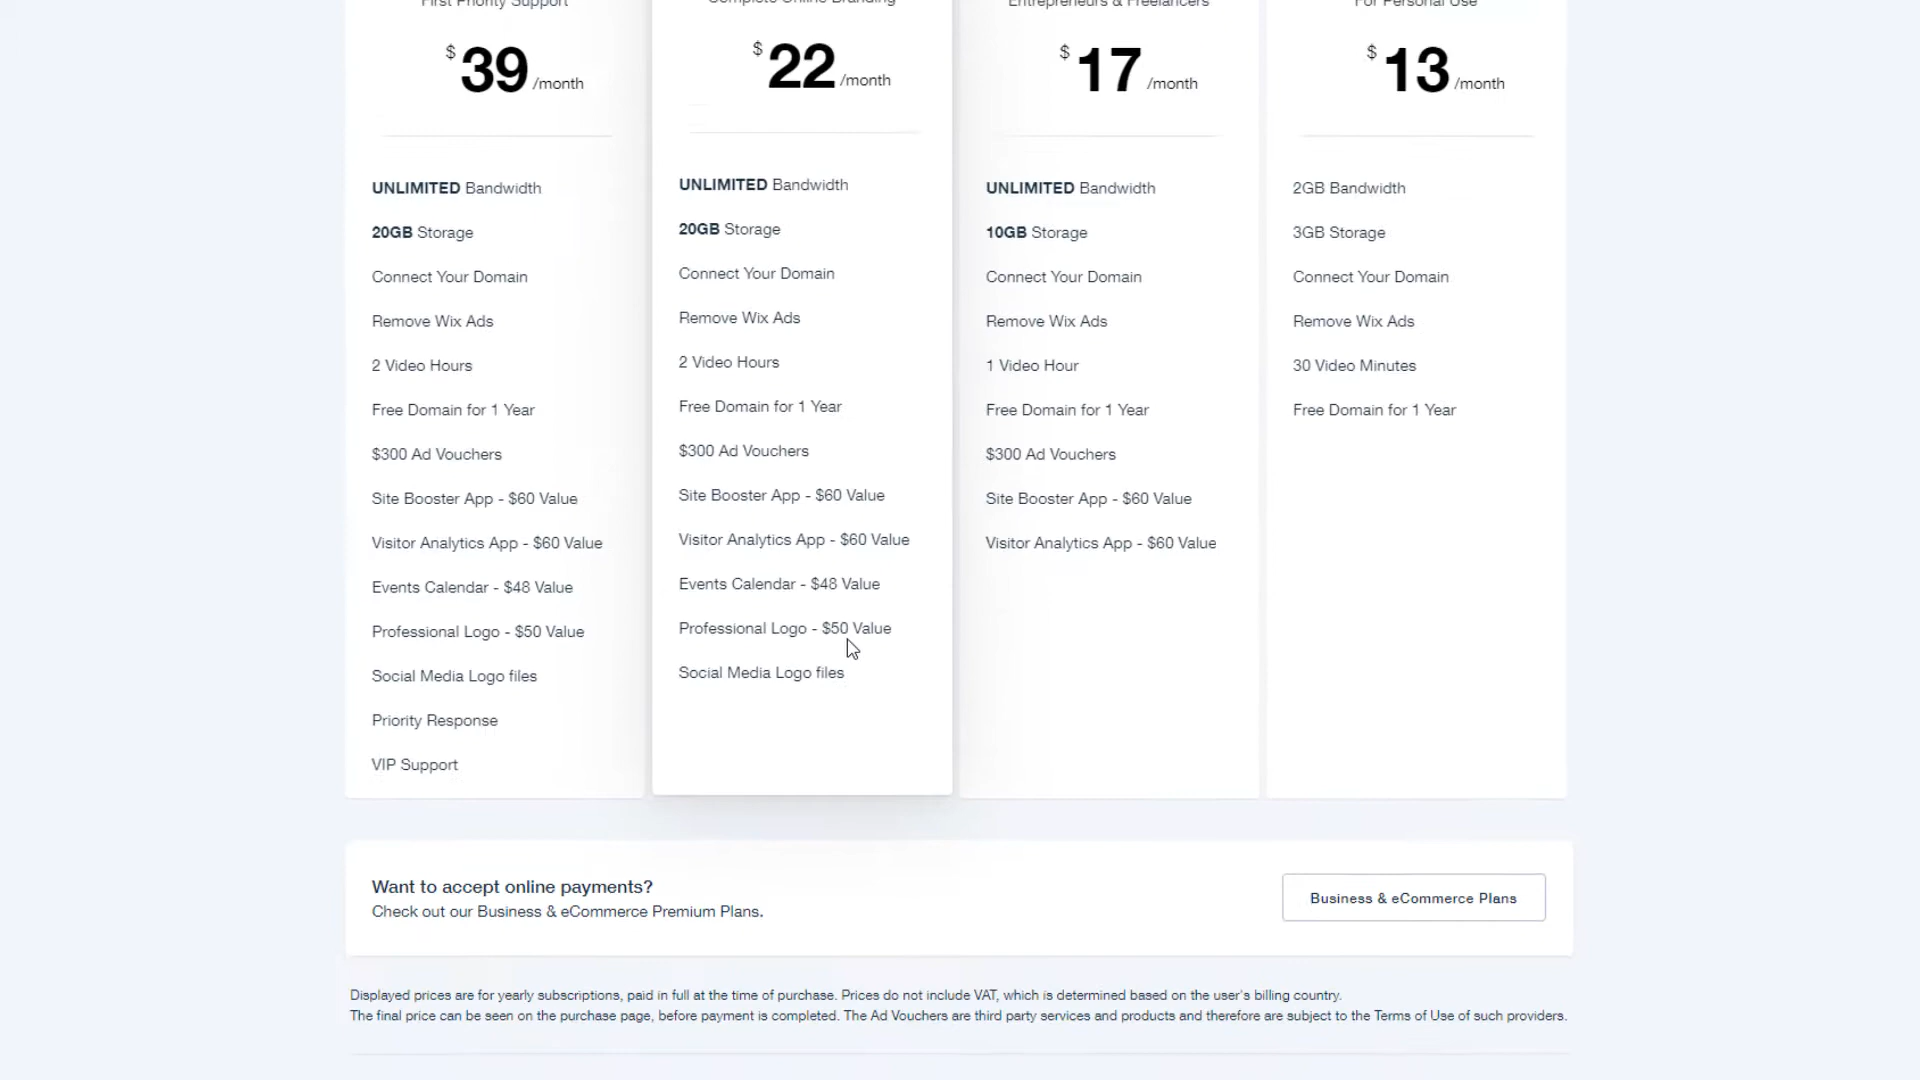 First Priority Support
$39/month
UNLIMITED Bandwidth
20GB Storage
Connect Your Domain
Remove Wix Ads
2 Video Hours
Free Domain for 1 Year
$300 Ad Vouchers
Site Booster App - $60 Value
Visitor Analytics App - $60 Value
Events Calendar - $48 Value
Professional Logo - $50 Value
Social Media Logo files
Priority Response
VIP Support
Complete Online Branding
$22/month
UNLIMITED Bandwidth
20GB Storage
Connect Your Domain
Remove Wix Ads
2 Video Hours
Free Domain for 1 Year
$300 Ad Vouchers
Site Booster App - $60 Value
Visitor Analytics App - $60 Value
Events Calendar - $48 Value
Professional Logo - $50 Value
Social Media Logo files
Entrepreneurs & Freelancers
$17/month
UNLIMITED Bandwidth
10GB Storage
Connect Your Domain
Remove Wix Ads
1 Video Hour
Free Domain for 1 Year
$300 Ad Vouchers
Site Booster App - $60 Value
Visitor Analytics App - $60 Value
For Personal Use
$13/month
2GB Bandwidth
3GB Storage
Connect Your Domain
Remove Wix Ads
30 Video Minutes
Free Domain for 1 Year
Want to accept online payments?
Check out our Business & eCommerce Premium Plans.
Business & eCommerce Plans
Displayed prices are for yearly subscriptions, paid in full at the time of purchase. Prices do not include VAT, which is determined based on the user's billing country.
The final price can be seen on the purchase page, before payment is completed. The Ad Vouchers are third party services and products and therefore are subject to the Terms of Use of such providers.